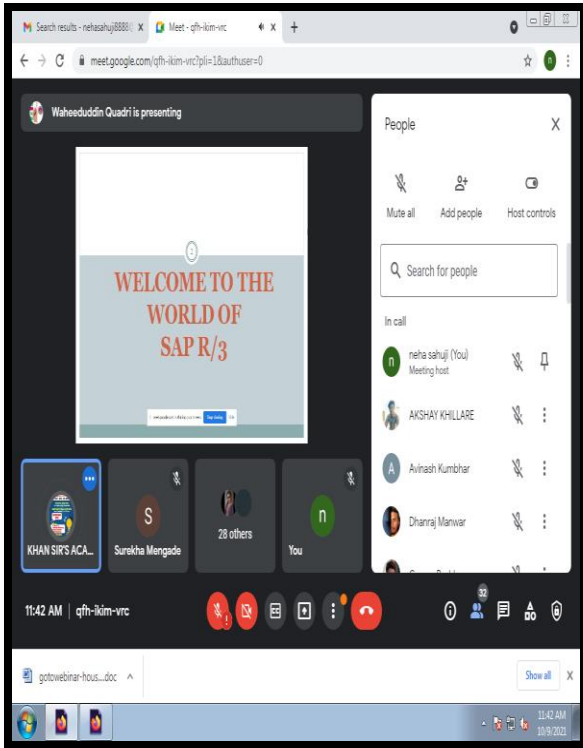 Search results - nehasahuji8888@
Meet - qfh-ikim-vrc
meet.google.com/qfh-ikim-vrc?pli=1&authuser=0
Waheeduddin Quadri is presenting
WELCOME TO THE
WORLD OF
SAP R/3
KHAN SIR'S ACA...
S
Surekha Mengade
28 others
n
You
People
Mute all
Add people
Host controls
Search for people
In call
n
neha sahuji (You)
Meeting host
AKSHAY KHILLARE
A
Avinash Kumbhar
Dhanraj Manwar
11:42 AM | qfh-ikim-vrc
32
gotowebinar-hous....doc
Show all
11:42 AM
10/9/2021